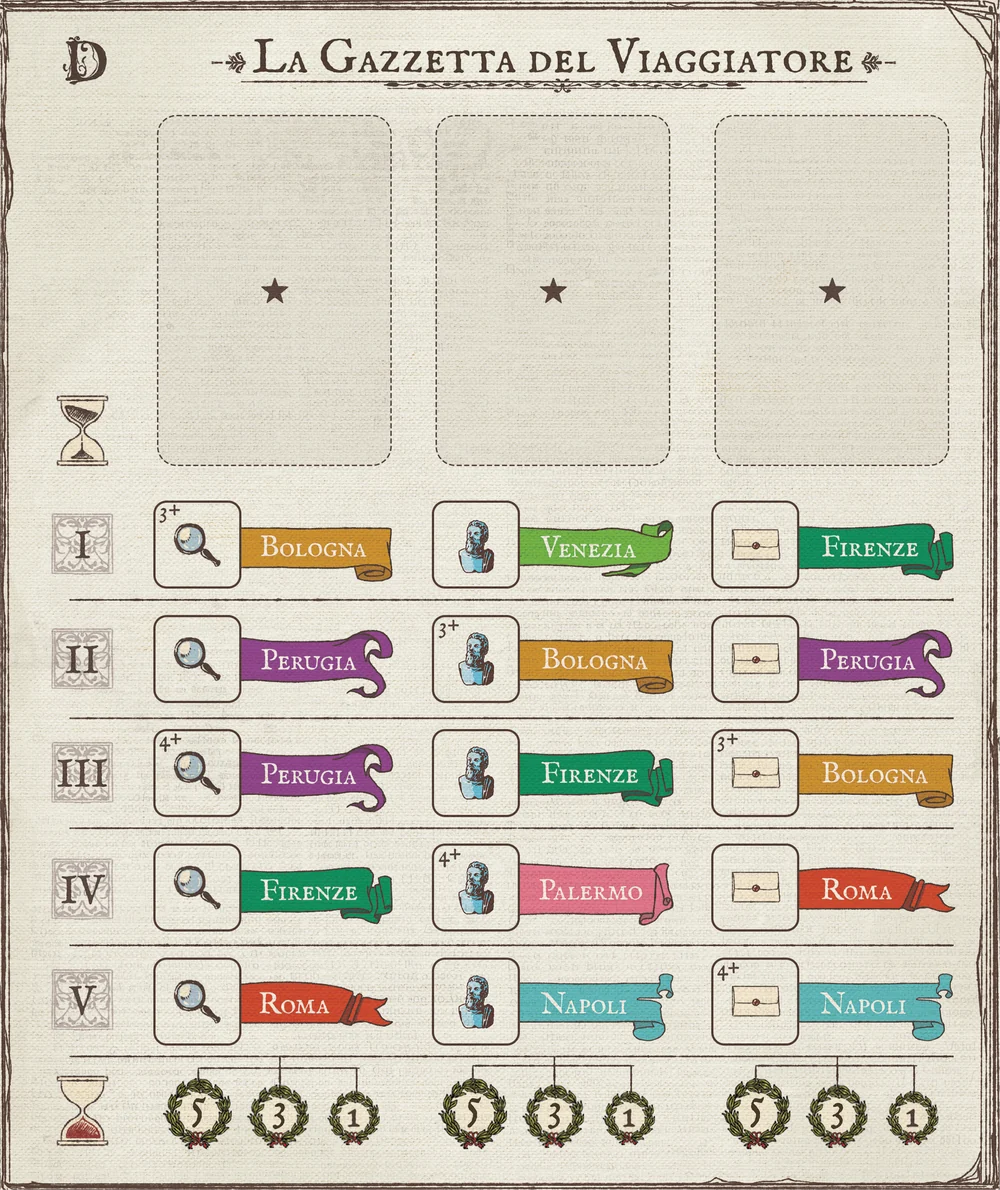 D
LA GAZZETTA DEL VIAGGIATORE
I 3+ BOLOGNA VENEZIA FIRENZE
II PERUGIA 3+ BOLOGNA PERUGIA
III 4+ PERUGIA FIRENZE 3+ BOLOGNA
IV FIRENZE 4+ PALERMO ROMA
V ROMA NAPOLI 4+ NAPOLI
5 3 1 5 3 1 5 3 1